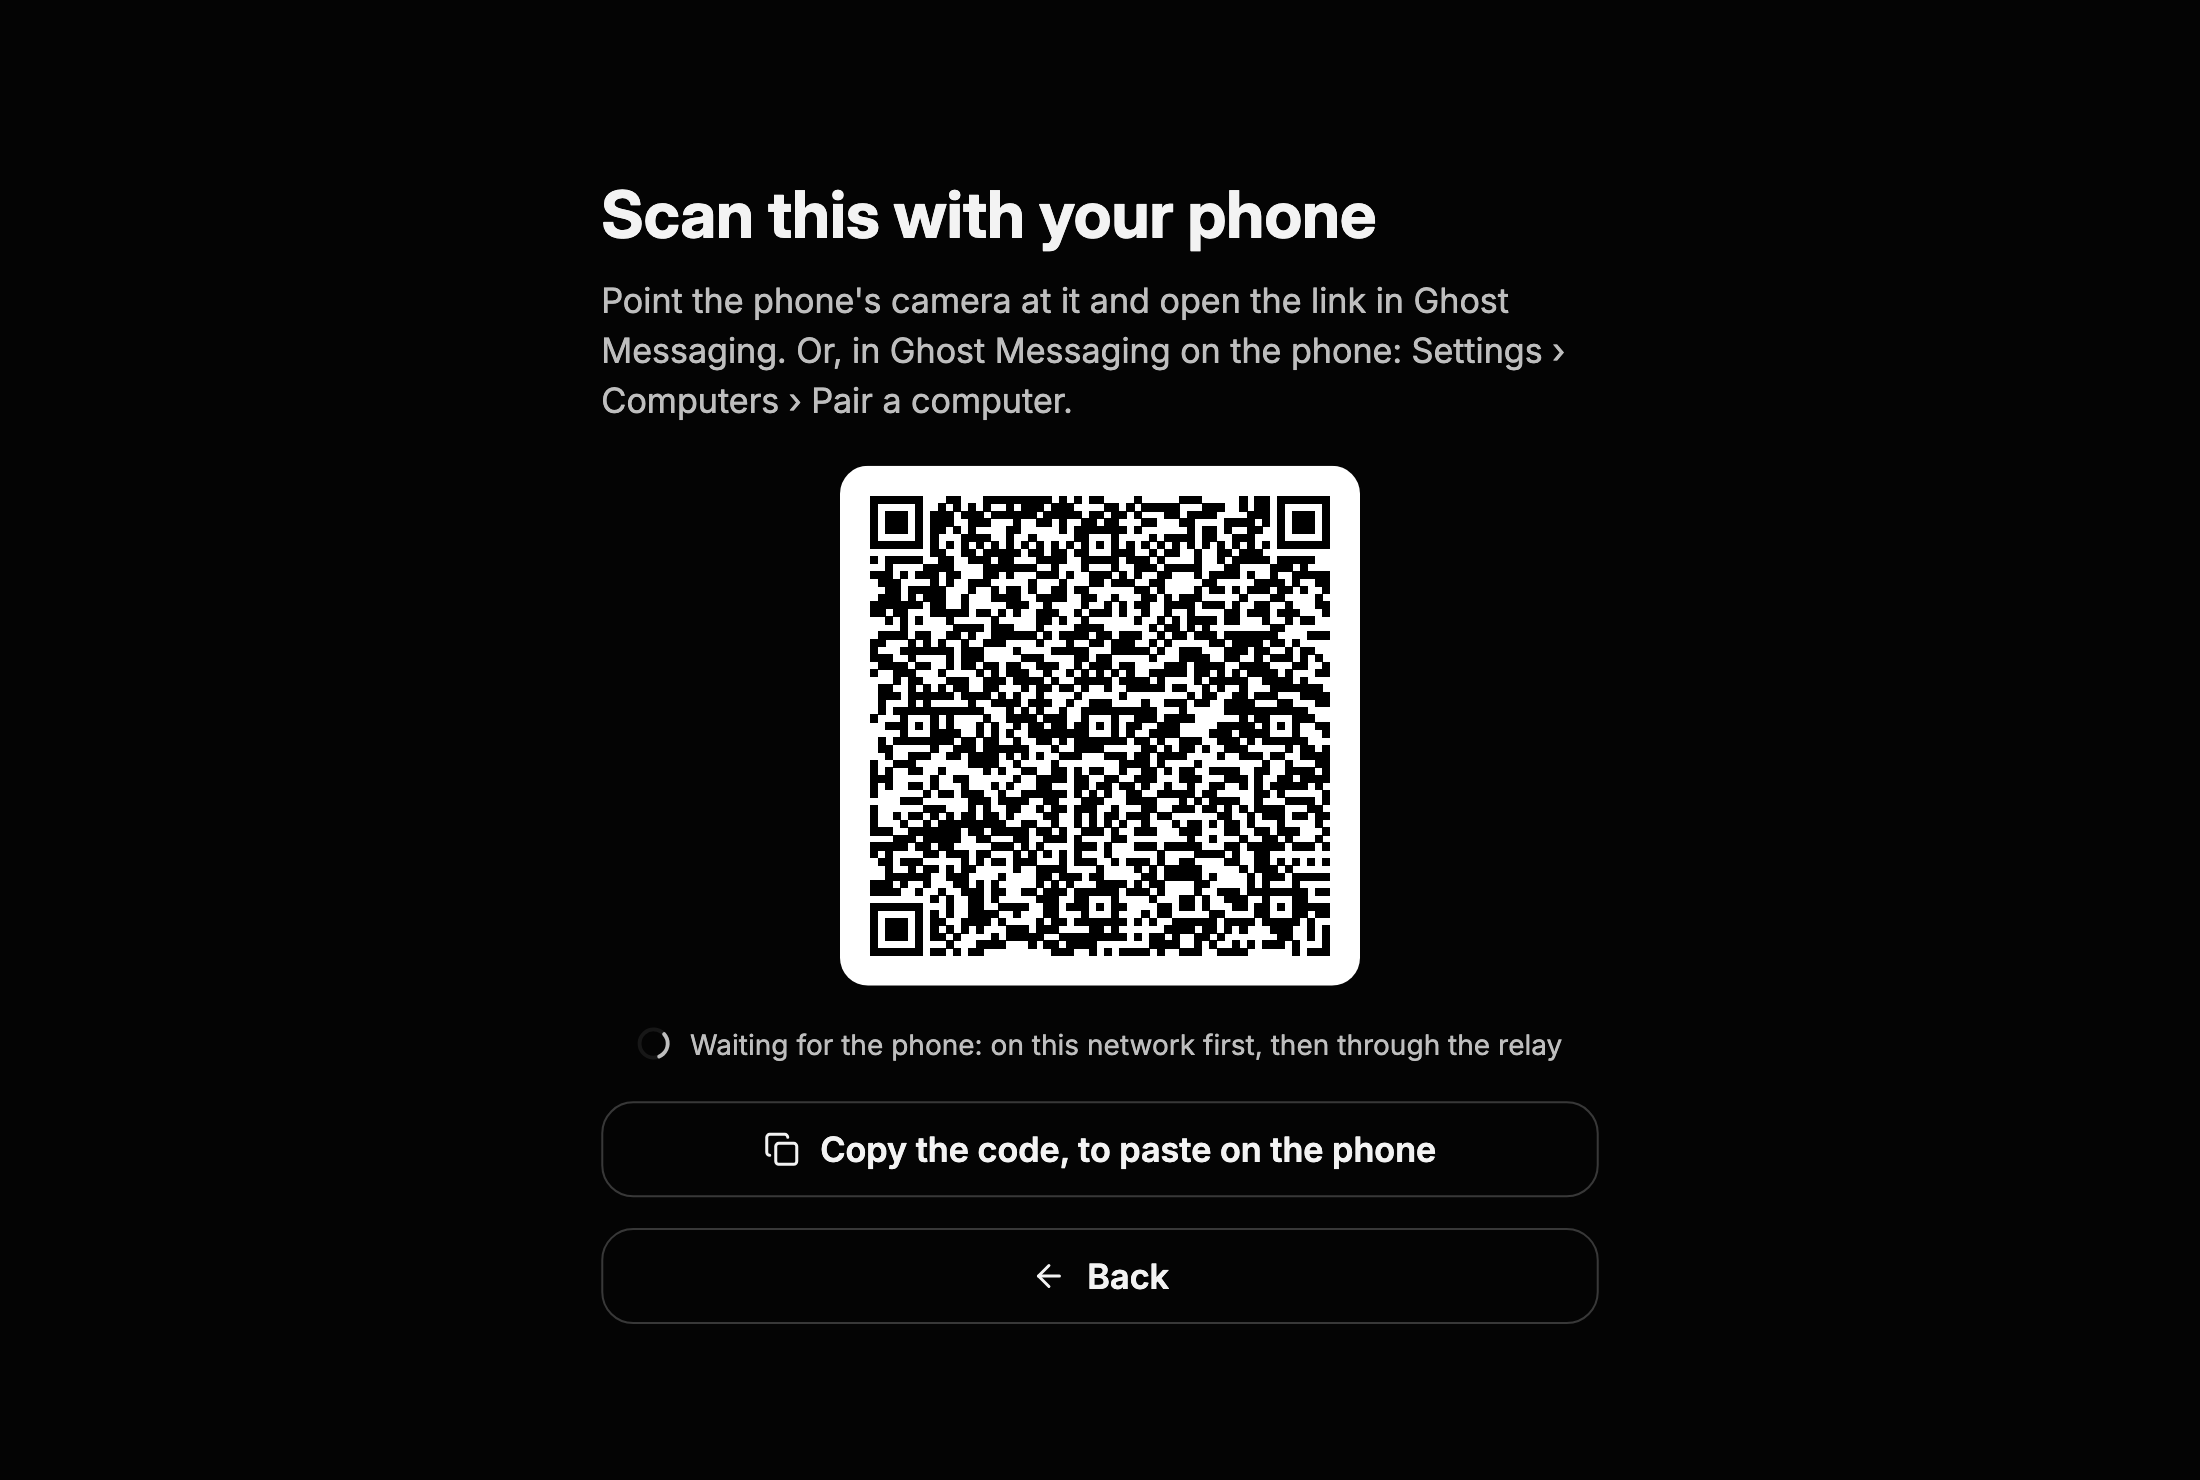 Scan this with your phone
Point the phone's camera at it and open the link in Ghost
Messaging. Or, in Ghost Messaging on the phone: Settings ›
Computers › Pair a computer.
Waiting for the phone: on this network first, then through the relay
Copy the code, to paste on the phone
Back